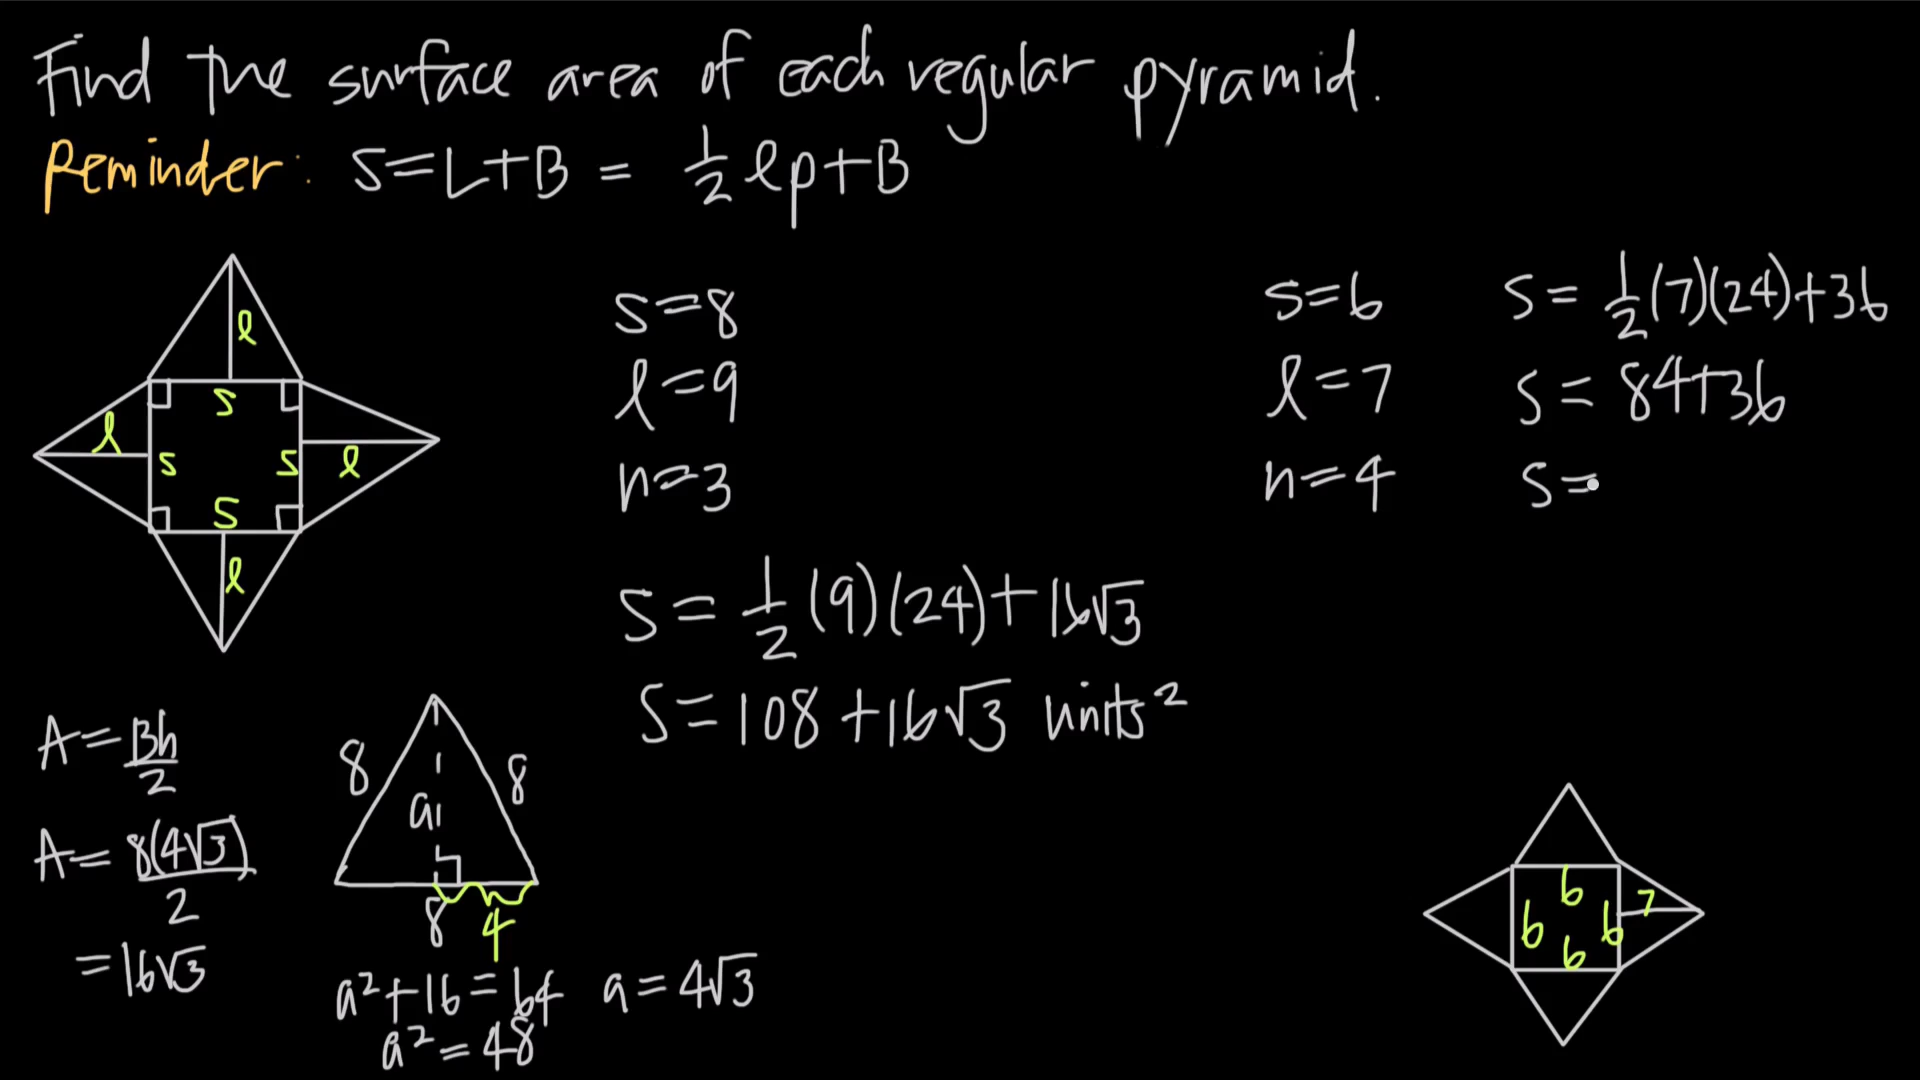 Find the surface area of each regular pyramid.
Reminder: S=L+B = 1/2 ℓp+B
ℓ
s
ℓ
s
s
ℓ
s
ℓ
s=8
ℓ=9
n=3
S = 1/2 (9)(24)+16√3
S=108+16√3 units²
s=6
ℓ=7
n=4
S = 1/2 (7)(24)+36
S = 84+36
S=
A=Bh/2
A=8(4√3)/2
=16√3
8
8
a
8
4
a²+16=64
a=4√3
a²=48
6
6
6
7
6